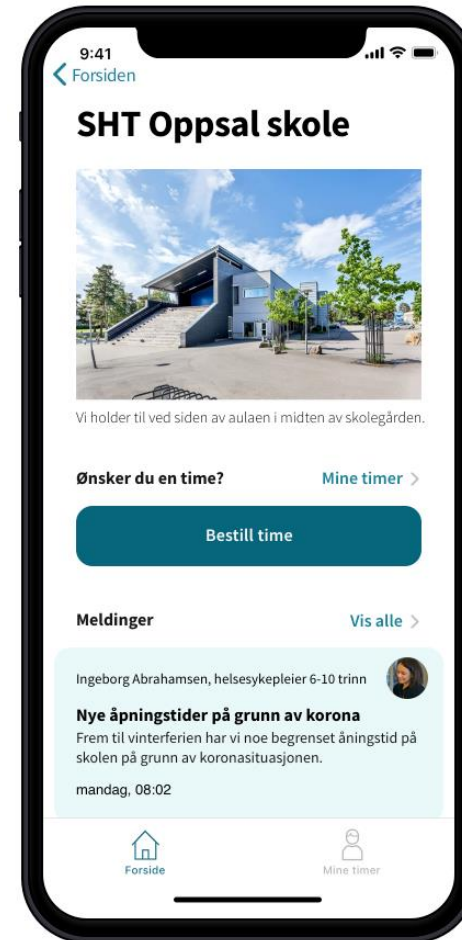 9:41
Forsiden
SHT Oppsal skole
Vi holder til ved siden av aulaen i midten av skolegården.
Ønsker du en time?
Mine timer
Bestill time
Meldinger
Vis alle
Ingeborg Abrahamsen, helsesykepleier 6-10 trinn
Nye åpningstider på grunn av korona
Frem til vinterferien har vi noe begrenset åningstid på
skolen på grunn av koronasituasjonen.
mandag, 08:02
Forside
Mine timer